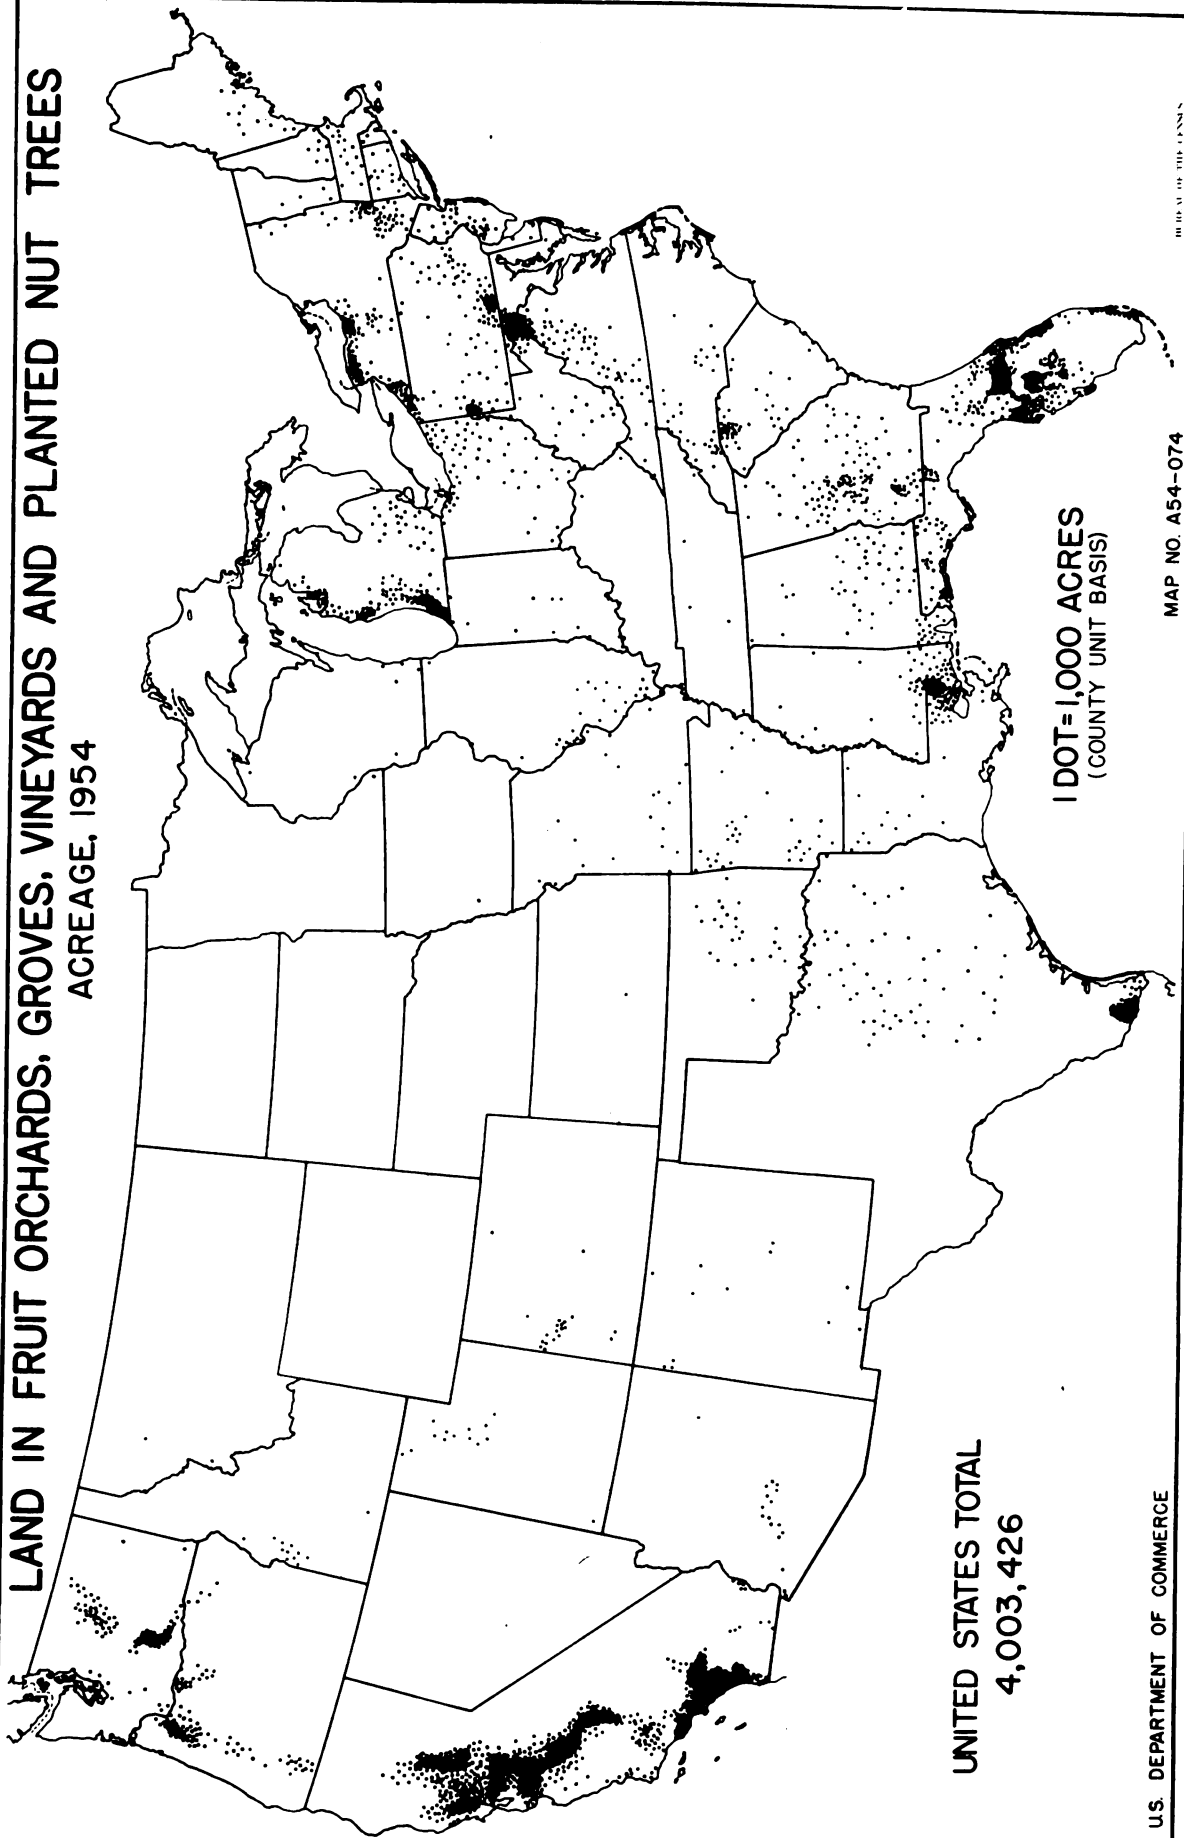 LAND IN FRUIT ORCHARDS, GROVES, VINEYARDS AND PLANTED NUT TREES
ACREAGE, 1954
UNITED STATES TOTAL
4,003,426
1 DOT=1,000 ACRES
(COUNTY UNIT BASIS)
U.S. DEPARTMENT OF COMMERCE
MAP NO. A54-074